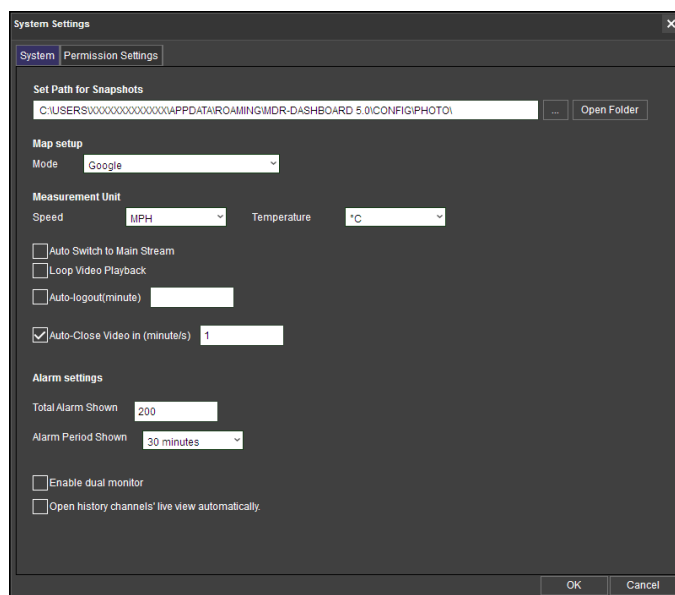 System Settings
System Permission Settings
Set Path for Snapshots
C:\USERS\XXXXXXXXXXXXX\APPDATA\ROAMING\MDR-DASHBOARD 5.0\CONFIG\PHOTO\ ... Open Folder
Map setup
Mode Google
Measurement Unit
Speed MPH Temperature °C
Auto Switch to Main Stream
Loop Video Playback
Auto-logout(minute)
Auto-Close Video in (minute/s) 1
Alarm settings
Total Alarm Shown 200
Alarm Period Shown 30 minutes
Enable dual monitor
Open history channels' live view automatically.
OK Cancel